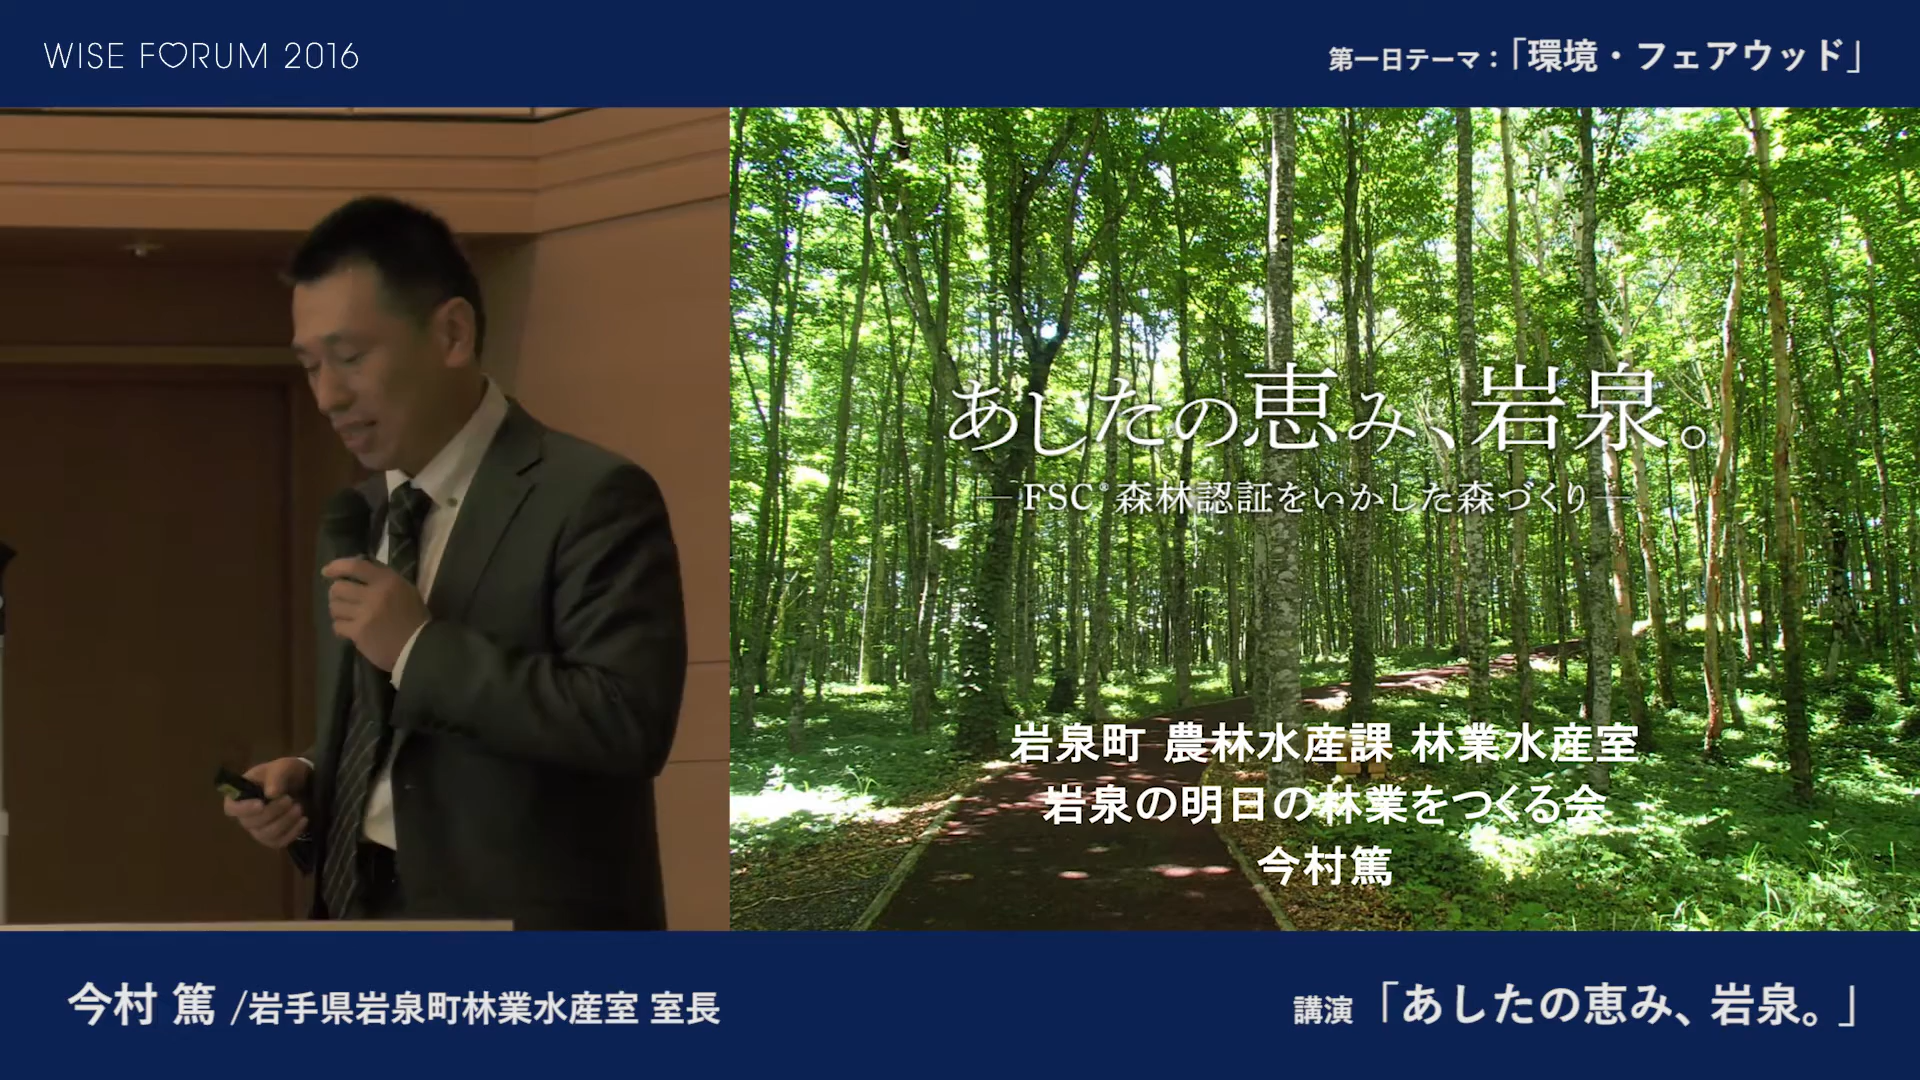 WISE FORUM 2016
第一日テーマ：「環境・フェアウッド」
あしたの恵み、岩泉。
—FSC®森林認証をいかした森づくり—
岩泉町 農林水産課 林業水産室
岩泉の明日の林業をつくる会
今村篤
今村 篤 /岩手県岩泉町林業水産室 室長
講演 「あしたの恵み、岩泉。」